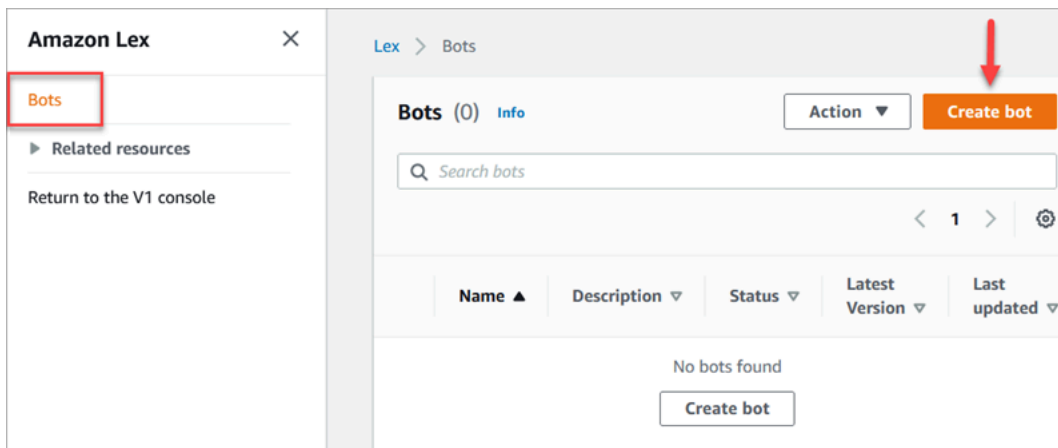 Amazon Lex
Bots
Related resources
Return to the V1 console
Lex > Bots
Bots (0) Info
Action
Create bot
Search bots
1
Name
Description
Status
Latest
Version
Last
updated
No bots found
Create bot